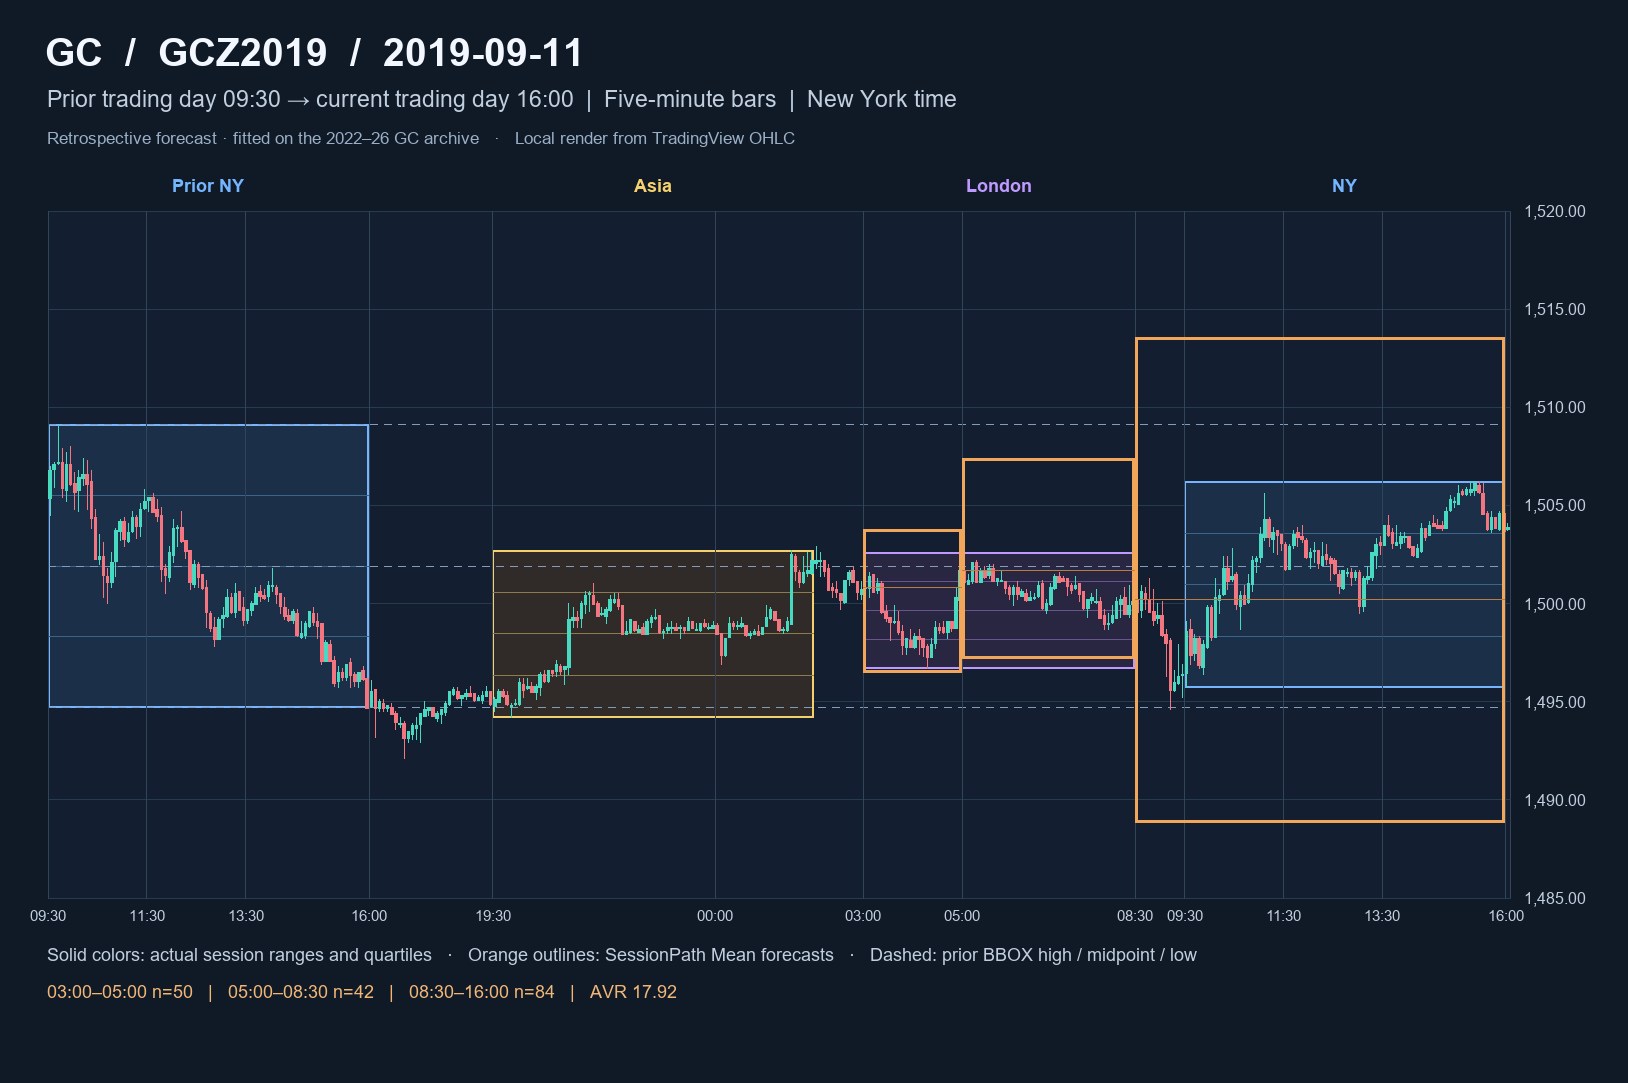 GC / GCZ2019 / 2019-09-11
Prior trading day 09:30 → current trading day 16:00 | Five-minute bars | New York time
Retrospective forecast · fitted on the 2022–26 GC archive · Local render from TradingView OHLC
Prior NY Asia London NY
1,520.00
1,515.00
1,510.00
1,505.00
1,500.00
1,495.00
1,490.00
1,485.00
09:30 11:30 13:30 16:00 19:30 00:00 03:00 05:00 08:30 09:30 11:30 13:30 16:00
Solid colors: actual session ranges and quartiles · Orange outlines: SessionPath Mean forecasts · Dashed: prior BBOX high / midpoint / low
03:00–05:00 n=50 | 05:00–08:30 n=42 | 08:30–16:00 n=84 | AVR 17.92